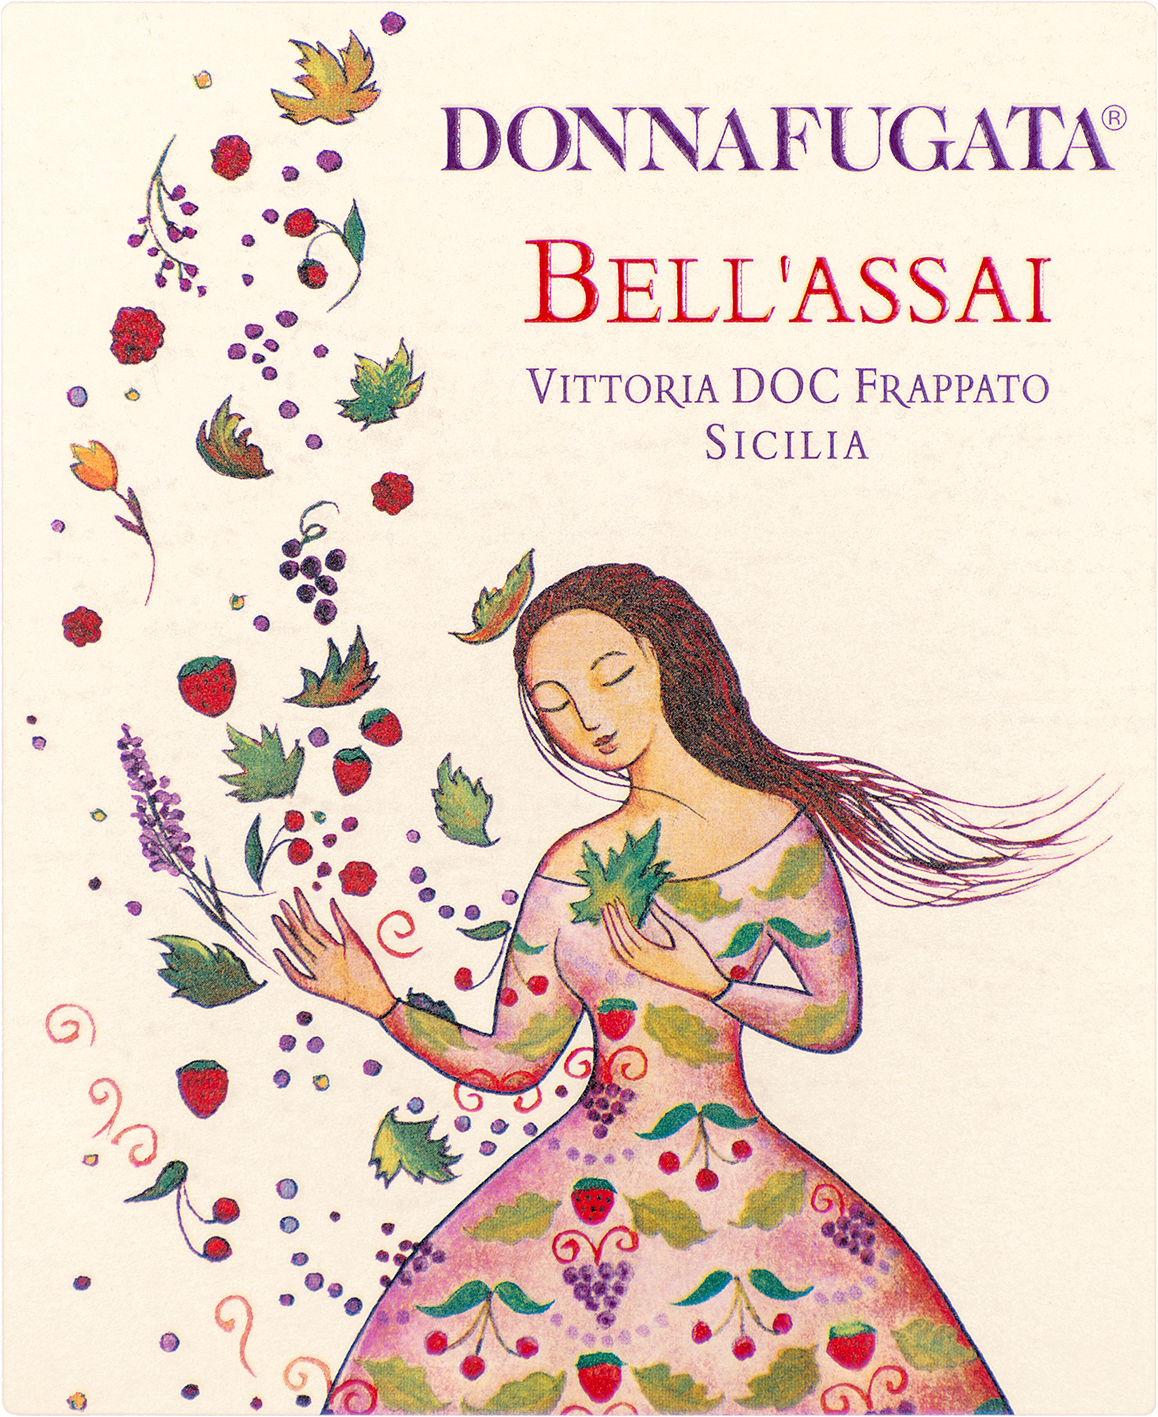 DONNAFUGATA®
BELL'ASSAI
VITTORIA DOC FRAPPATO
SICILIA